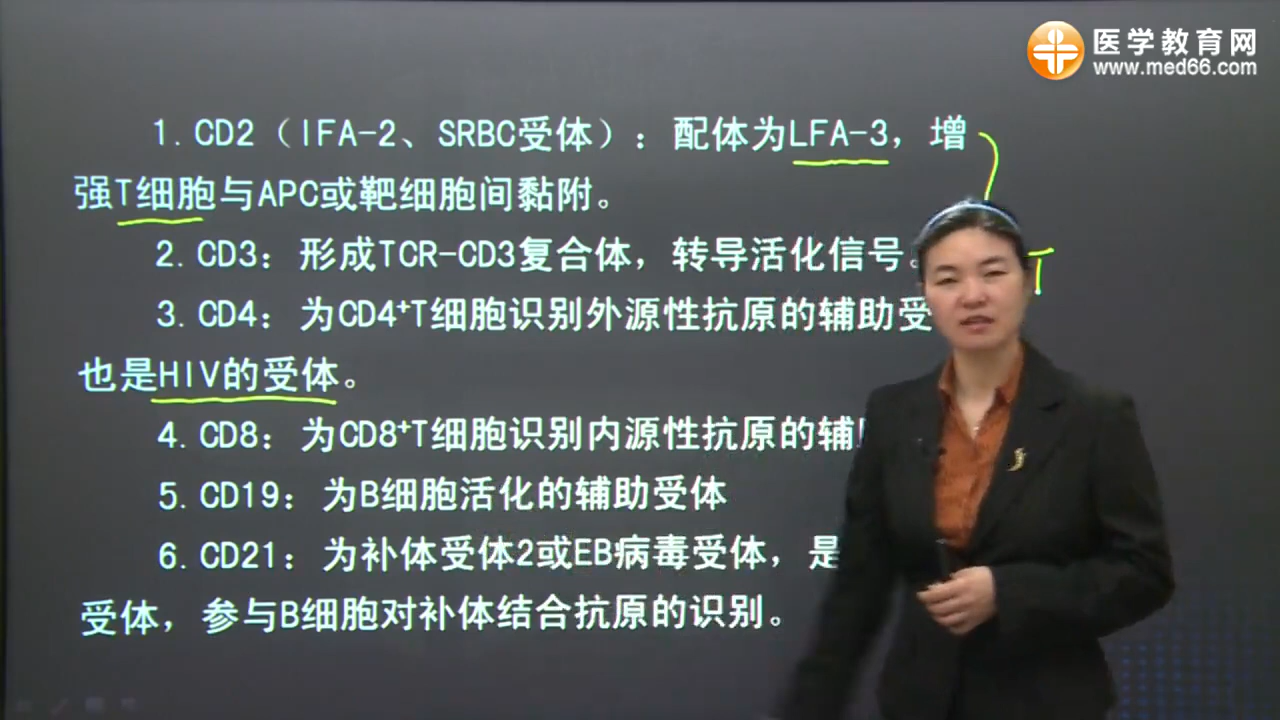 医学教育网
www.med66.com
1.CD2（IFA-2、SRBC受体）：配体为LFA-3，增
强T细胞与APC或靶细胞间黏附。
2.CD3：形成TCR-CD3复合体，转导活化信号。
T
3.CD4：为CD4⁺T细胞识别外源性抗原的辅助受
也是HIV的受体。
4.CD8：为CD8⁺T细胞识别内源性抗原的辅
5.CD19：为B细胞活化的辅助受体
6.CD21：为补体受体2或EB病毒受体，是
受体，参与B细胞对补体结合抗原的识别。